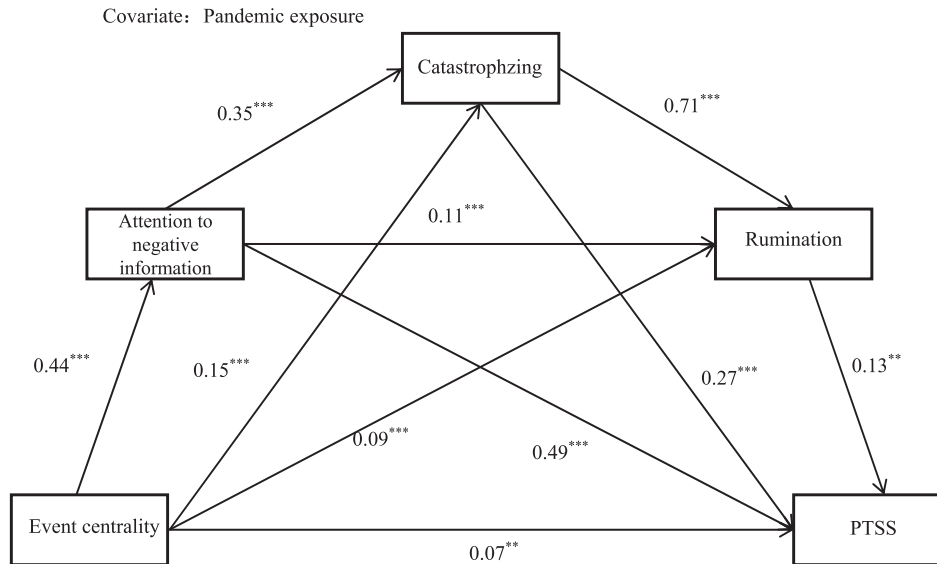 Covariate：Pandemic exposure
Catastrophzing
0.35***
0.71***
Attention to
negative
information
0.11***
Rumination
0.44***
0.15***
0.27***
0.13**
0.09***
0.49***
Event centrality
PTSS
0.07**